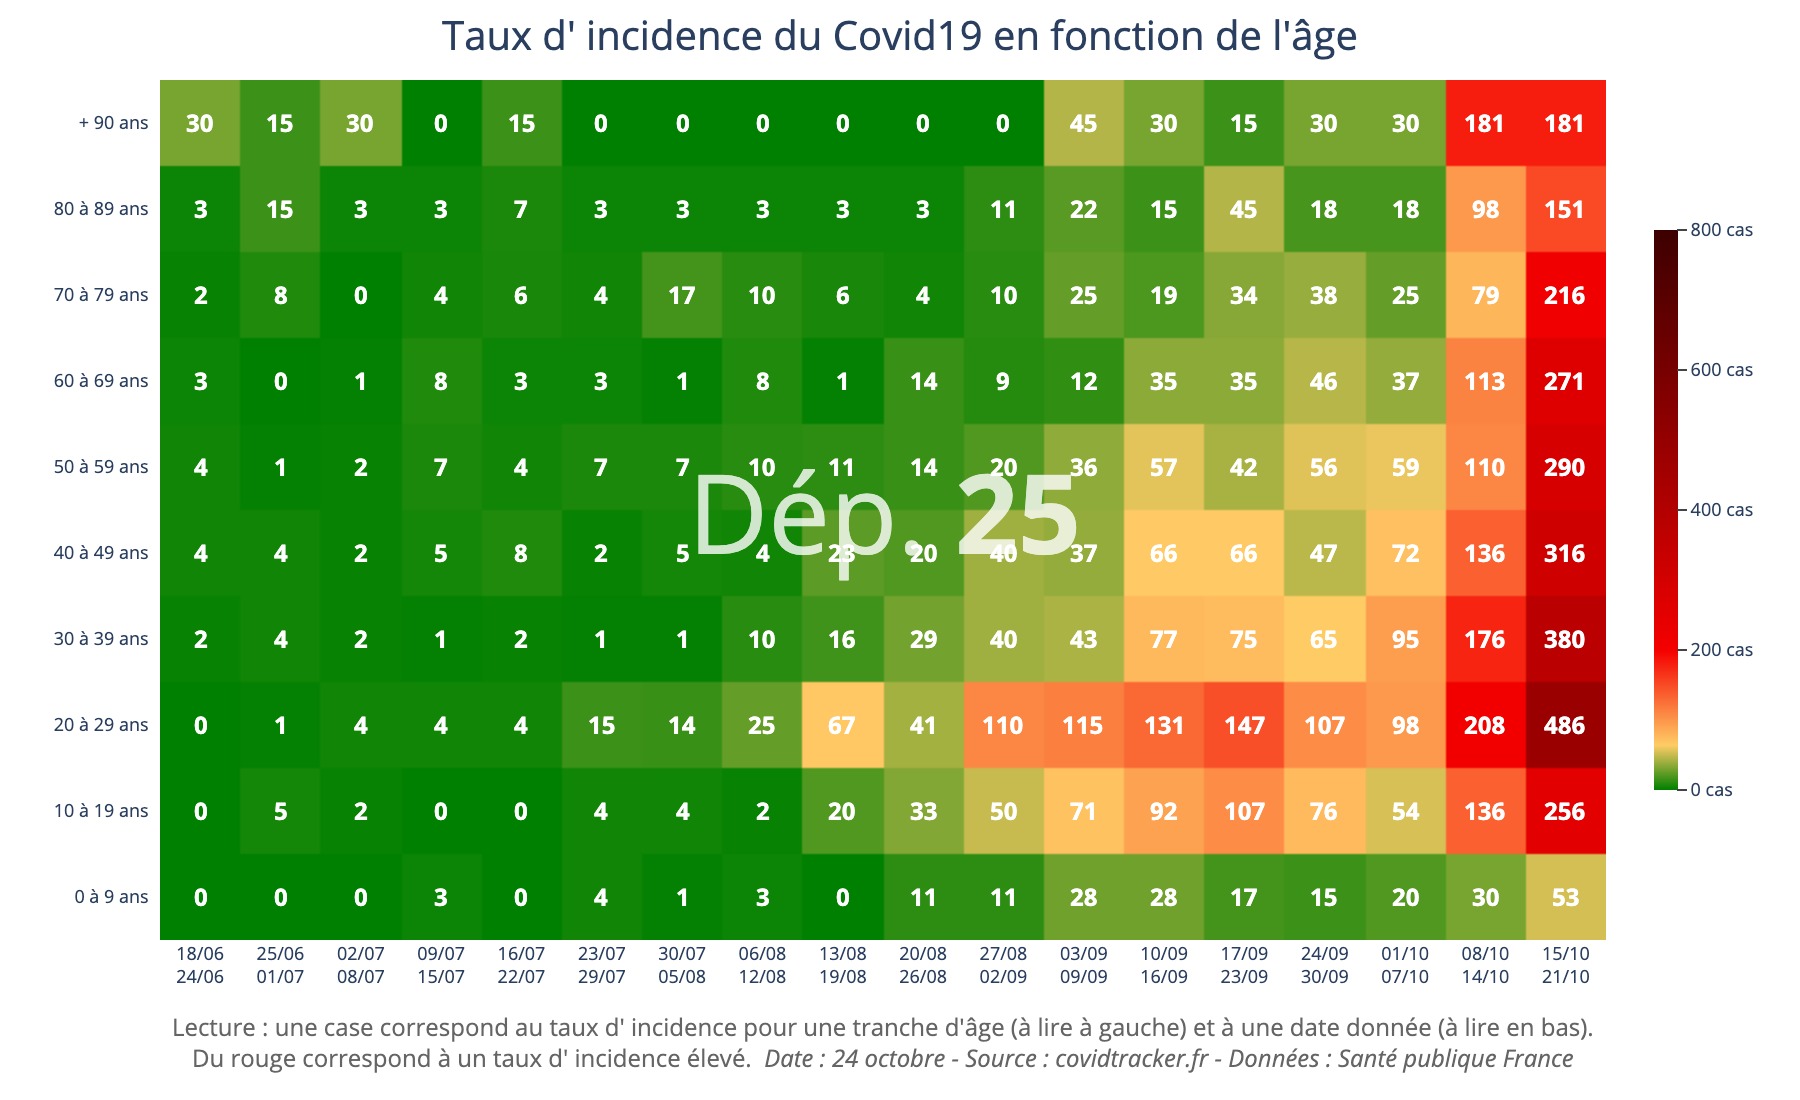 Taux d' incidence du Covid19 en fonction de l'âge
+ 90 ans 30 15 30 0 15 0 0 0 0 0 0 45 30 15 30 30 181 181
80 à 89 ans 3 15 3 3 7 3 3 3 3 3 11 22 15 45 18 18 98 151
70 à 79 ans 2 8 0 4 6 4 17 10 6 4 10 25 19 34 38 25 79 216
60 à 69 ans 3 0 1 8 3 3 1 8 1 14 9 12 35 35 46 37 113 271
50 à 59 ans 4 1 2 7 4 7 7 10 11 14 20 36 57 42 56 59 110 290
Dép. 25
40 à 49 ans 4 4 2 5 8 2 5 4 23 20 40 37 66 66 47 72 136 316
30 à 39 ans 2 4 2 1 2 1 1 10 16 29 40 43 77 75 65 95 176 380
20 à 29 ans 0 1 4 4 4 15 14 25 67 41 110 115 131 147 107 98 208 486
10 à 19 ans 0 5 2 0 0 4 4 2 20 33 50 71 92 107 76 54 136 256
0 à 9 ans 0 0 0 3 0 4 1 3 0 11 11 28 28 17 15 20 30 53
18/06 25/06 02/07 09/07 16/07 23/07 30/07 06/08 13/08 20/08 27/08 03/09 10/09 17/09 24/09 01/10 08/10 15/10
24/06 01/07 08/07 15/07 22/07 29/07 05/08 12/08 19/08 26/08 02/09 09/09 16/09 23/09 30/09 07/10 14/10 21/10
800 cas
600 cas
400 cas
200 cas
0 cas
Lecture : une case correspond au taux d' incidence pour une tranche d'âge (à lire à gauche) et à une date donnée (à lire en bas).
Du rouge correspond à un taux d' incidence élevé. Date : 24 octobre - Source : covidtracker.fr - Données : Santé publique France